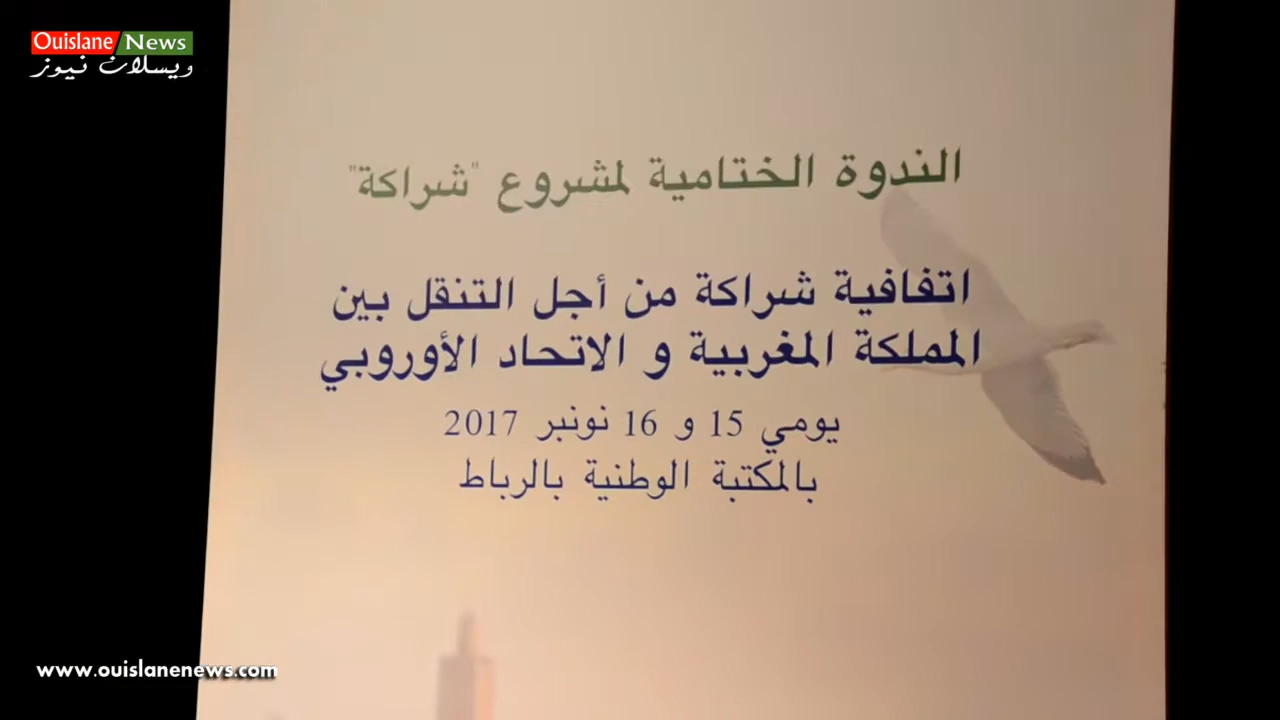 Ouislane News
ويسلان نيوز
الندوة الختامية لمشروع "شراكة"
اتفافية شراكة من أجل التنقل بين
المملكة المغربية و الاتحاد الأوروبي
يومي 15 و 16 نونبر 2017
بالمكتبة الوطنية بالرباط
www.ouislanenews.com